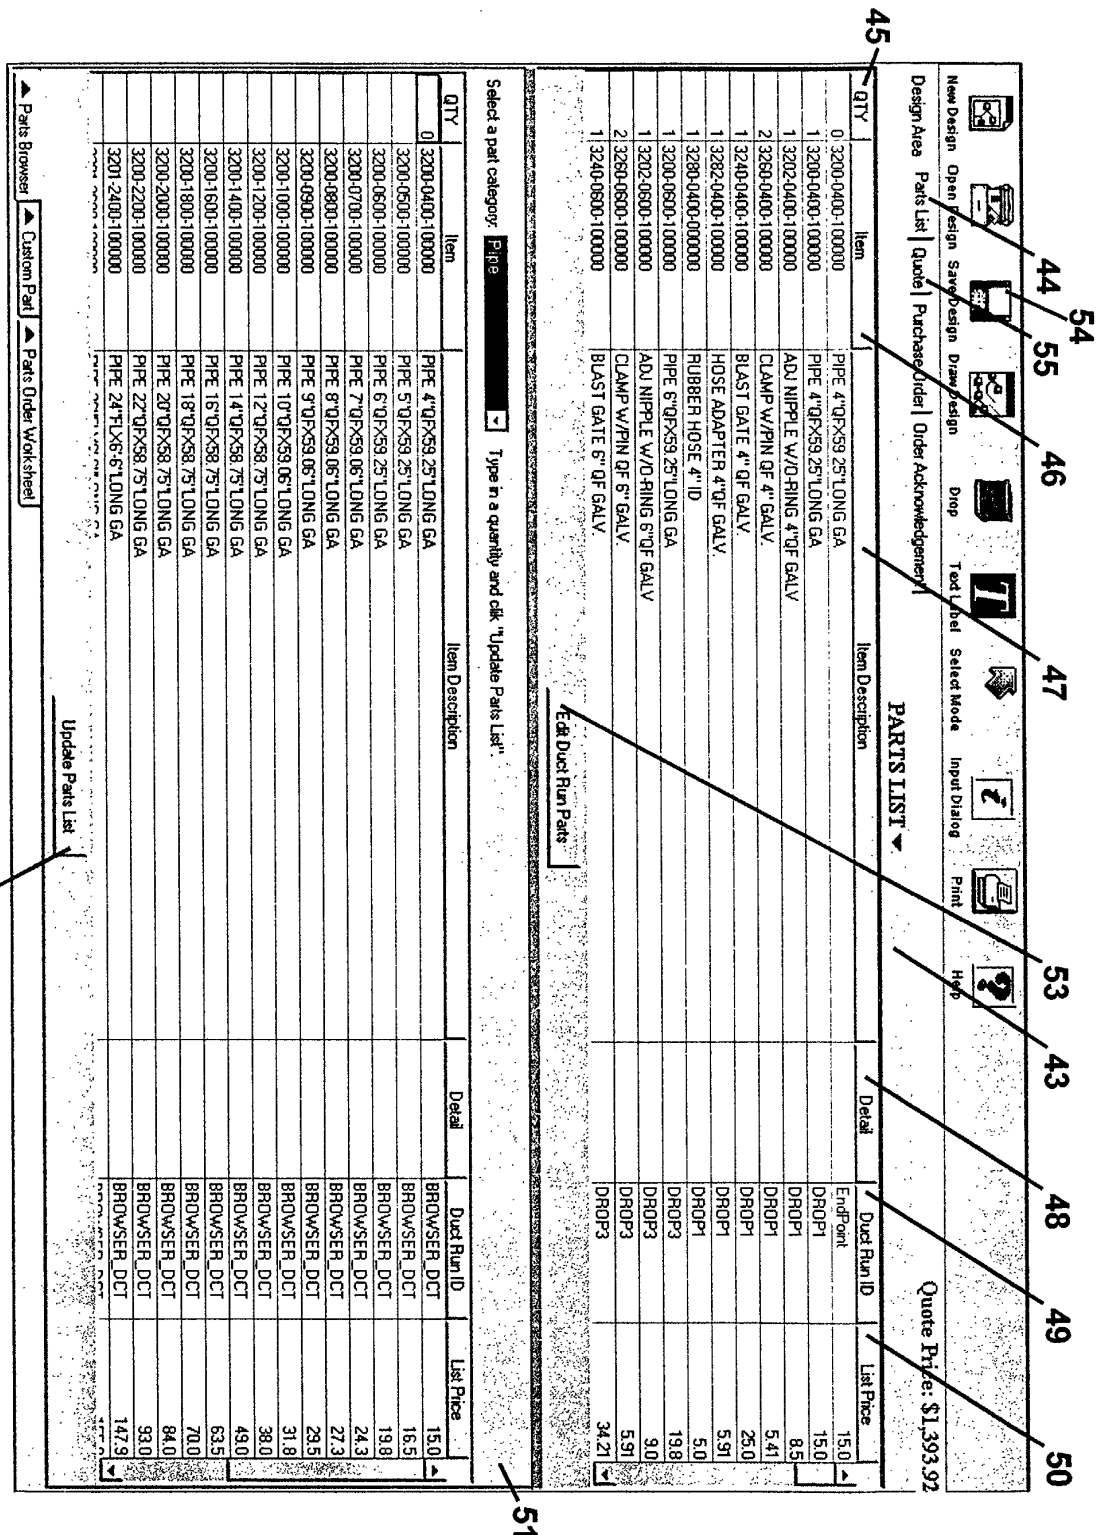 54
44 55 46 47 53 43 48 49 50
New Design Open Design Save Design Draw Design Drop Text Label Select Mode Input Dialog Print Help
Design Area Parts List Quote Purchase Order Order Acknowledgement
PARTS LIST
Quote Price: $1,393.92
45
QTY Item Item Description Detail Duct Run ID List Price
0 3200-0400-100000 PIPE 4"QFX59.25"LONG GA EndPoint 15.0
1 3200-0400-100000 PIPE 4"QFX59.25"LONG GA DROP1 15.0
1 3202-0400-100000 ADJ NIPPLE W/O-RING 4"QF GALV DROP1 8.5
2 3260-0400-100000 CLAMP W/PIN QF 4" GALV. DROP1 5.41
1 3240-0400-100000 BLAST GATE 4" QF GALV. DROP1 25.0
1 3282-0400-100000 HOSE ADAPTER 4"QF GALV. DROP1 5.91
1 3280-0400-000000 RUBBER HOSE 4" ID DROP1 5.0
1 3200-0600-100000 PIPE 6"QFX59.25"LONG GA DROP3 19.8
1 3202-0600-100000 ADJ NIPPLE W/O-RING 6"QF GALV DROP3 9.0
2 3260-0600-100000 CLAMP W/PIN QF 6" GALV. DROP3 5.91
1 3240-0600-100000 BLAST GATE 6" QF GALV. DROP3 34.21
Edit Duct Run Parts
51
Select a part category: Pipe Type in a quantity and clik "Update Parts List".
QTY Item Item Description Detail Duct Run ID List Price
0 3200-0400-100000 PIPE 4"QFX59.25"LONG GA BROWSER_DCT 15.0
3200-0500-100000 PIPE 5"QFX59.25"LONG GA BROWSER_DCT 16.5
3200-0600-100000 PIPE 6"QFX59.25"LONG GA BROWSER_DCT 19.8
3200-0700-100000 PIPE 7"QFX59.06"LONG GA BROWSER_DCT 24.3
3200-0800-100000 PIPE 8"QFX59.06"LONG GA BROWSER_DCT 27.3
3200-0900-100000 PIPE 9"QFX59.06"LONG GA BROWSER_DCT 29.5
3200-1000-100000 PIPE 10"QFX59.06"LONG GA BROWSER_DCT 31.8
3200-1200-100000 PIPE 12"QFX58.75"LONG GA BROWSER_DCT 38.0
3200-1400-100000 PIPE 14"QFX58.75"LONG GA BROWSER_DCT 49.0
3200-1600-100000 PIPE 16"QFX58.75"LONG GA BROWSER_DCT 63.5
3200-1800-100000 PIPE 18"QFX58.75"LONG GA BROWSER_DCT 70.0
3200-2000-100000 PIPE 20"QFX58.75"LONG GA BROWSER_DCT 84.0
3200-2200-100000 PIPE 22"QFX58.75"LONG GA BROWSER_DCT 93.0
3201-2400-100000 PIPE 24"FLX6-6"LONG GA BROWSER_DCT 147.9
Update Parts List
Parts Browser Custom Part Parts Order Worksheet